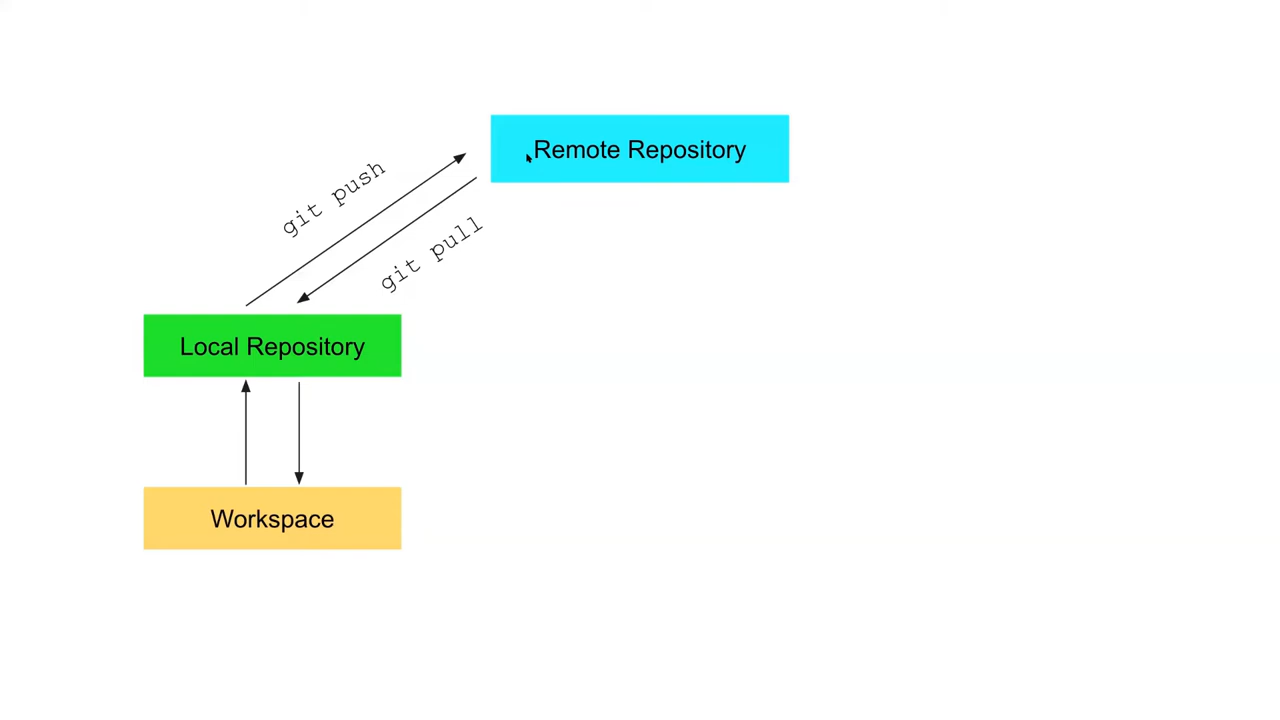 Remote Repository
git push
git pull
Local Repository
Workspace